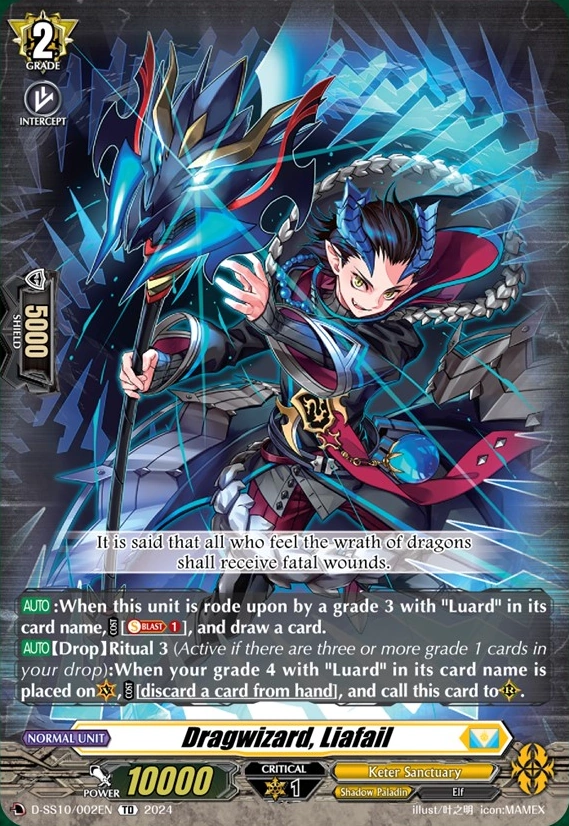 2
GRADE
INTERCEPT
5000
SHIELD
It is said that all who feel the wrath of dragons
shall receive fatal wounds.
AUTO :When this unit is rode upon by a grade 3 with "Luard" in its
card name, COST [S BLAST 1], and draw a card.
AUTO [Drop] Ritual 3 (Active if there are three or more grade 1 cards in
your drop):When your grade 4 with "Luard" in its card name is
placed on V, COST [discard a card from hand], and call this card to R.
NORMAL UNIT
Dragwizard, Liafail
POWER 10000
CRITICAL
1
Keter Sanctuary
Shadow Paladin
Elf
D-SS10/002EN TD 2024
illust/叶之明 icon:MAMEX